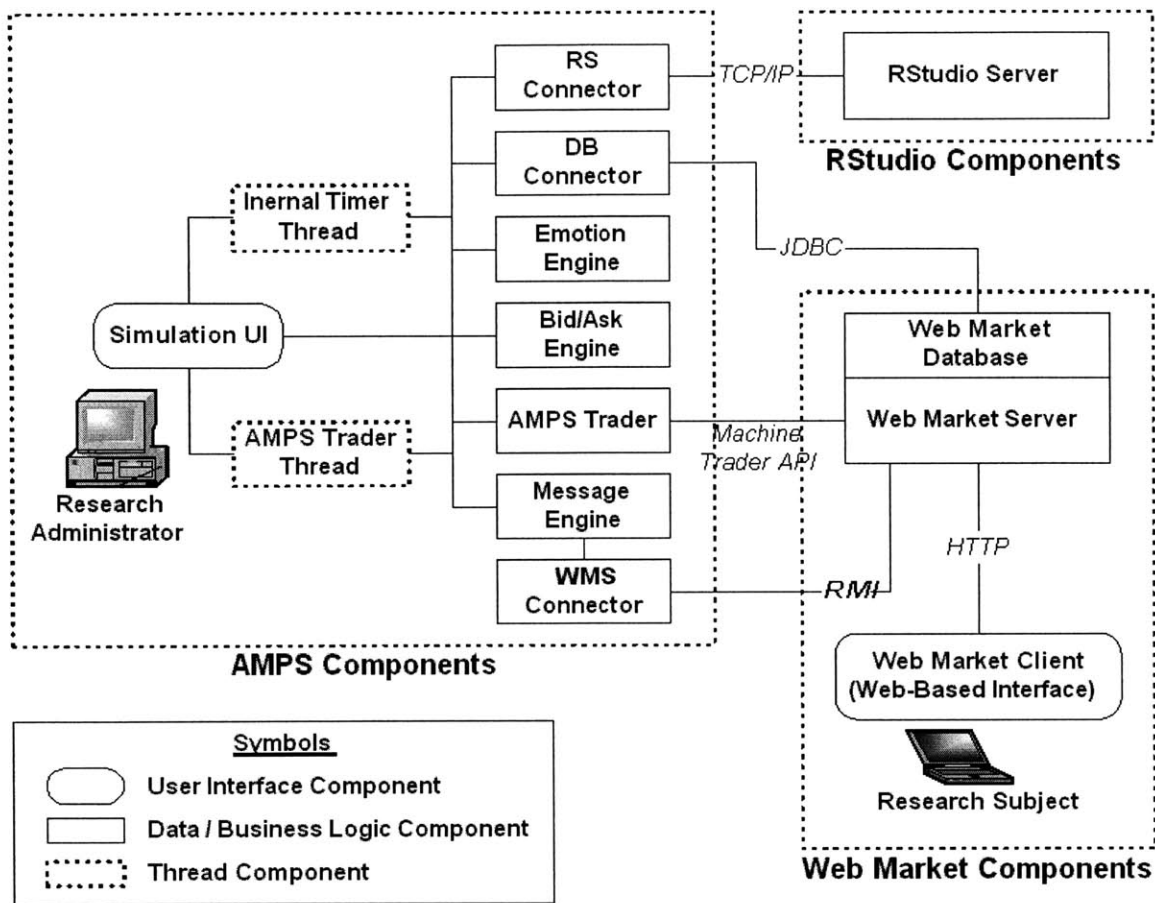 RS
Connector
TCP/IP
RStudio Server
RStudio Components
DB
Connector
JDBC
Inernal Timer
Thread
Emotion
Engine
Simulation UI
Bid/Ask
Engine
Web Market
Database
Web Market Server
AMPS Trader
Thread
AMPS Trader
Machine
Trader API
Research
Administrator
Message
Engine
HTTP
WMS
Connector
RMI
AMPS Components
Web Market Client
(Web-Based Interface)
Research Subject
Web Market Components
Symbols
User Interface Component
Data / Business Logic Component
Thread Component